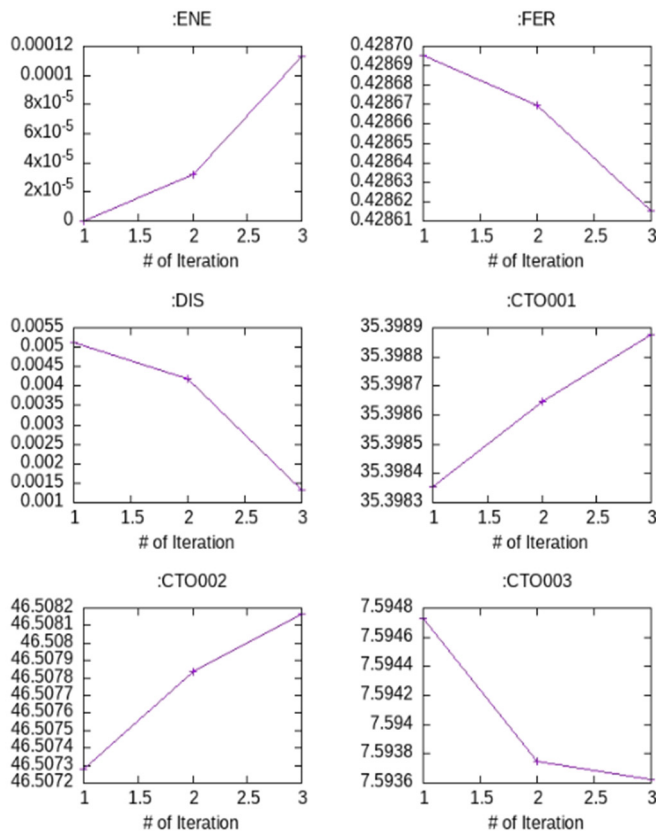 :ENE
0.00012
0.0001
8x10-5
6x10-5
4x10-5
2x10-5
0
1 1.5 2 2.5 3
# of Iteration
:FER
0.42870
0.42869
0.42868
0.42867
0.42866
0.42865
0.42864
0.42863
0.42862
0.42861
1 1.5 2 2.5 3
# of Iteration
:DIS
0.0055
0.005
0.0045
0.004
0.0035
0.003
0.0025
0.002
0.0015
0.001
1 1.5 2 2.5 3
# of Iteration
:CTO001
35.3989
35.3988
35.3987
35.3986
35.3985
35.3984
35.3983
1 1.5 2 2.5 3
# of Iteration
:CTO002
46.5082
46.5081
46.508
46.5079
46.5078
46.5077
46.5076
46.5075
46.5074
46.5073
46.5072
1 1.5 2 2.5 3
# of Iteration
:CTO003
7.5948
7.5946
7.5944
7.5942
7.594
7.5938
7.5936
1 1.5 2 2.5 3
# of Iteration